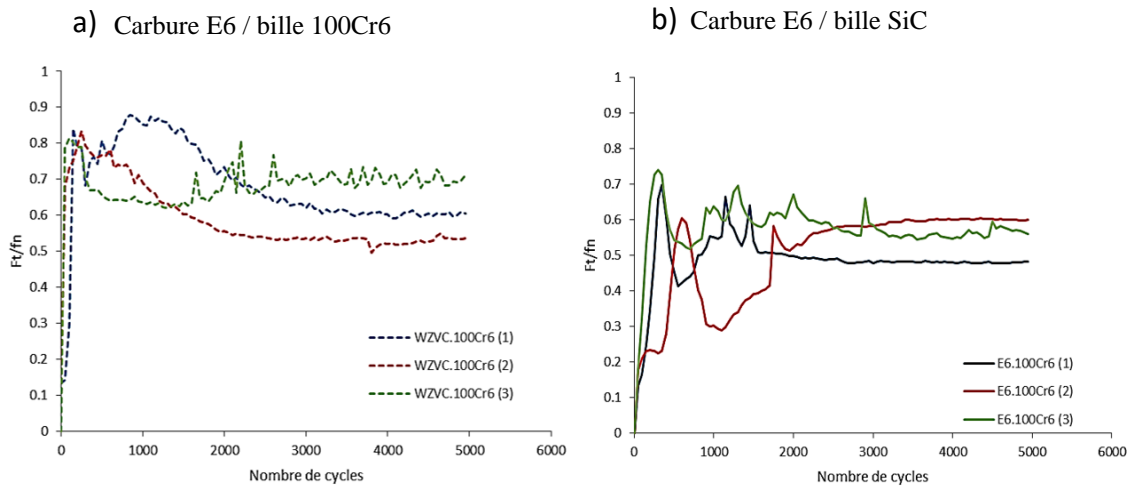 a) Carbure E6 / bille 100Cr6
Ft/fn
1
0.9
0.8
0.7
0.6
0.5
0.4
0.3
0.2
0.1
0
0 1000 2000 3000 4000 5000 6000
Nombre de cycles
WZVC.100Cr6 (1)
WZVC.100Cr6 (2)
WZVC.100Cr6 (3)
b) Carbure E6 / bille SiC
Ft/fn
1
0.9
0.8
0.7
0.6
0.5
0.4
0.3
0.2
0.1
0
0 1000 2000 3000 4000 5000 6000
Nombre de cycles
E6.100Cr6 (1)
E6.100Cr6 (2)
E6.100Cr6 (3)